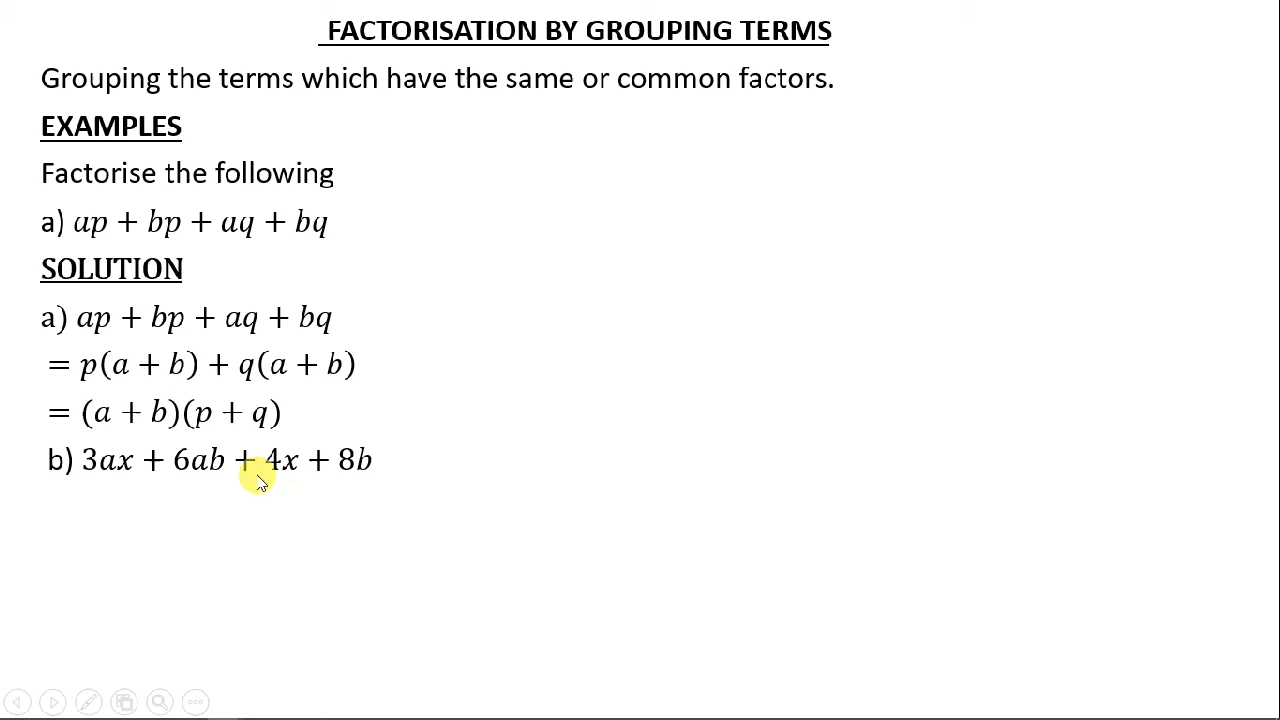 FACTORISATION BY GROUPING TERMS
Grouping the terms which have the same or common factors.
EXAMPLES
Factorise the following
a) 𝑎𝑝 + 𝑏𝑝 + 𝑎𝑞 + 𝑏𝑞
SOLUTION
a) 𝑎𝑝 + 𝑏𝑝 + 𝑎𝑞 + 𝑏𝑞
= 𝑝(𝑎 + 𝑏) + 𝑞(𝑎 + 𝑏)
= (𝑎 + 𝑏)(𝑝 + 𝑞)
b) 3𝑎𝑥 + 6𝑎𝑏 + 4𝑥 + 8𝑏